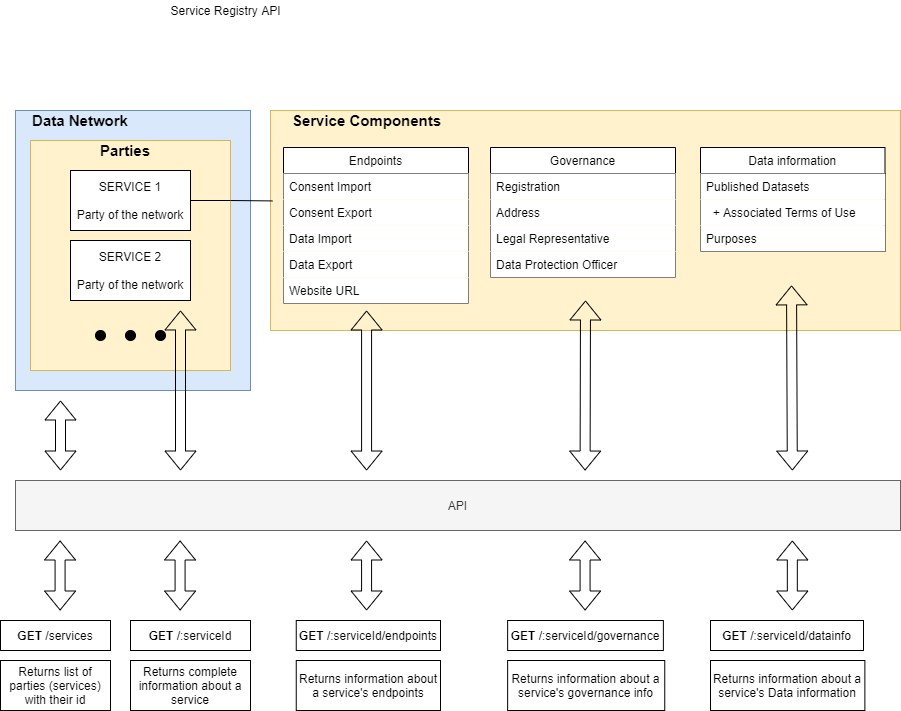 Service Registry API
Data Network
Parties
SERVICE 1
Party of the network
SERVICE 2
Party of the network
Service Components
Endpoints
Consent Import
Consent Export
Data Import
Data Export
Website URL
Governance
Registration
Address
Legal Representative
Data Protection Officer
Data information
Published Datasets
+ Associated Terms of Use
Purposes
API
GET /services
Returns list of
parties (services)
with their id
GET /:serviceId
Returns complete
information about a
service
GET /:serviceId/endpoints
Returns information about
a service's endpoints
GET /:serviceId/governance
Returns information about a
service's governance info
GET /:serviceId/datainfo
Returns information about a
service's Data information